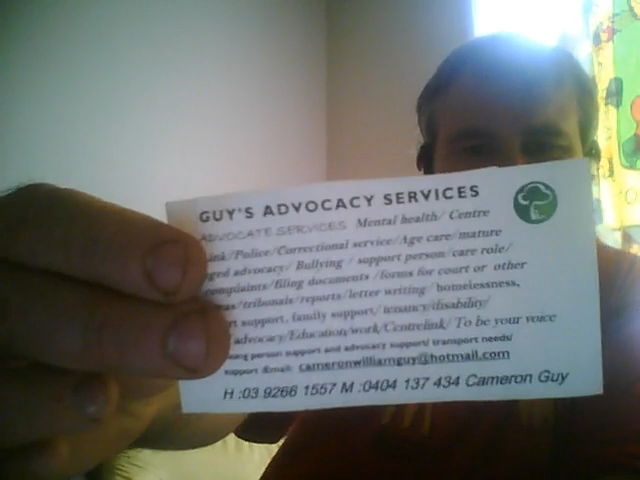 GUY'S ADVOCACY SERVICES
ADVOCATE SERVICES Mental health/ Centre
/Police/Correctional service/Age care/mature
advocacy/ Bullying / support person/care role/
complaints/filing documents /forms for court or other
/tribunals/reports/letter writing/ homelessness,
support, family support/ tenancy/disability/
advocacy/Education/work/Centrelink/ To be your voice
person support and advocacy support/ transport needs/
support Email: Cameronwilliamguy@hotmail.com
H :03 9266 1557 M :0404 137 434 Cameron Guy